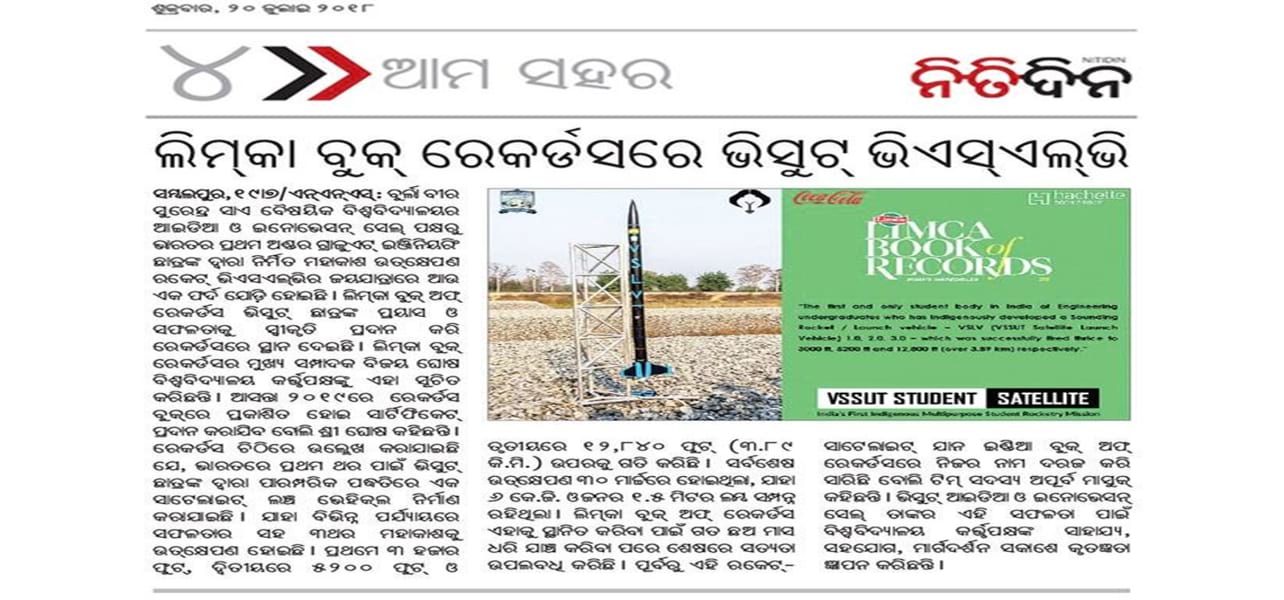 ଶୁକ୍ରବାର, ୨୦ ଜୁଲାଇ ୨୦୧୮
୪ ଆମ ସହର
NITIDIN
ନିତିଦିନ
ଲିମ୍‌କା ବୁକ୍ ରେକର୍ଡସରେ ଭିସୁଟ୍ ଭିଏସ୍ଏଲ୍‌ଭି
ସମ୍ବଲପୁର, ୧୯।୭/ଏନ୍ଏନ୍ଏସ୍: ବୁର୍ଲା ବୀର
ସୁରେନ୍ଦ୍ର ସାଏ ବୈଷୟିକ ବିଶ୍ୱବିଦ୍ୟାଳୟର
ଆଇଡିଆ ଓ ଇନୋଭେସନ୍ ସେଲ୍ ପକ୍ଷରୁ
ଭାରତର ପ୍ରଥମ ଅଣ୍ଡର ଗ୍ରାଜୁଏଟ୍ ଇଞ୍ଜିନିୟରିଂ
ଛାତ୍ରଙ୍କ ଦ୍ୱାରା ନିର୍ମିତ ମହାକାଶ ଉତ୍‌କ୍ଷେପଣ
ରକେଟ୍ ଭିଏସଏଲ୍‌ଭିର ଜୟଯାତ୍ରାରେ ଆଉ
ଏକ ପର୍ବ ଯୋଡ଼ି ହୋଇଛି। ଲିମ୍‌କା ବୁକ୍ ଅଫ୍
ରେକର୍ଡସ ଭିସୁଟ୍ ଛାତ୍ରଙ୍କ ପ୍ରୟାସ ଓ
ସଫଳତାକୁ ସ୍ୱୀକୃତି ପ୍ରଦାନ କରି
ରେକର୍ଡସରେ ସ୍ଥାନ ଦେଇଛି। ଲିମ୍‌କା ବୁକ୍
ରେକର୍ଡସର ମୁଖ୍ୟ ସମ୍ପାଦକ ବିଜୟ ଘୋଷ
ବିଶ୍ୱବିଦ୍ୟାଳୟ କର୍ତ୍ତୃପକ୍ଷଙ୍କୁ ଏହା ସୂଚିତ
କରିଛନ୍ତି। ଆସନ୍ତା ୨୦୧୯ରେ ରେକର୍ଡସ
ବୁକ୍‌ରେ ପ୍ରକାଶିତ ହୋଇ ସାର୍ଟିଫିକେଟ୍
ପ୍ରଦାନ କରାଯିବ ବୋଲି ଶ୍ରୀ ଘୋଷ କହିଛନ୍ତି।
ରେକର୍ଡସ ଚିଠିରେ ଉଲ୍ଲେଖ କରାଯାଇଛି
ଯେ, ଭାରତରେ ପ୍ରଥମ ଥର ପାଇଁ ଭିସୁଟ୍
ଛାତ୍ରଙ୍କ ଦ୍ୱାରା ପାରମ୍ପରିକ ପଦ୍ଧତିରେ ଏକ
ସାଟେଲାଇଟ୍ ଲଞ୍ଚ ଭେହିକ୍‌ଲ ନିର୍ମାଣ
କରାଯାଇଛି। ଯାହା ବିଭିନ୍ନ ପର୍ଯ୍ୟାୟରେ
ସଫଳତାର ସହ ୩ଥର ମହାକାଶକୁ
ଉତ୍‌କ୍ଷେପଣ ହୋଇଛି। ପ୍ରଥମେ ୩ ହଜାର
ଫୁଟ୍, ଦ୍ୱିତୀୟରେ ୫୨୦୦ ଫୁଟ୍ ଓ
Coca-Cola
hachette
LIMCA
BOOK of
RECORDS
"The first and only student body in India of Engineering
undergraduates who has indigenously developed a Sounding
Rocket / Launch vehicle - VSLV (VSSUT Satellite Launch
Vehicle) 1.0, 2.0, 3.0 - which was successfully fired thrice to
3000 ft, 5200 ft and 12,800 ft (over 3.89 km) respectively."
VSSUT STUDENT SATELLITE
India's First Indigenous Multipurpose Student Rocketry Mission
VSLV
ତୃତୀୟରେ ୧୨,୮୪୦ ଫୁଟ୍ (୩.୮୯
କି.ମି.) ଉପରକୁ ଗତି କରିଛି। ସର୍ବଶେଷ
ଉତ୍‌କ୍ଷେପଣ ୩୦ ମାର୍ଚ୍ଚରେ ହୋଇଥିଲା, ଯାହା
୬ କେ.ଜି. ଓଜନର ୧.୫ ମିଟର ଲମ୍ବ ସମ୍ପନ୍ନ
ରହିଥିଲା। ଲିମ୍‌କା ବୁକ୍ ଅଫ୍ ରେକର୍ଡସ
ଏହାକୁ ସ୍ଥାନିତ କରିବା ପାଇଁ ଗତ ଛଅ ମାସ
ଧରି ଯାଞ୍ଚ କରିବା ପରେ ଶେଷରେ ସତ୍ୟତା
ଉପଲବଧି କରିଛି। ପୂର୍ବରୁ ଏହି ରକେଟ୍-
ସାଟେଲାଇଟ୍ ଯାନ ଇଣ୍ଡିଆ ବୁକ୍ ଅଫ୍
ରେକର୍ଡସରେ ନିଜର ନାମ ଦରଜ କରି
ସାରିଛି ବୋଲି ଟିମ୍ ସଦସ୍ୟ ଅପୂର୍ବ ମାସୁକ୍
କହିଛନ୍ତି। ଭିସୁଟ୍ ଆଇଡିଆ ଓ ଇନୋଭେସନ୍
ସେଲ୍ ତାଙ୍କର ଏହି ସଫଳତା ପାଇଁ
ବିଶ୍ୱବିଦ୍ୟାଳୟ କର୍ତ୍ତୃପକ୍ଷଙ୍କ ସାହାଯ୍ୟ,
ସହଯୋଗ, ମାର୍ଗଦର୍ଶନ ସକାଶେ କୃତଜ୍ଞତା
ଜ୍ଞାପନ କରିଛନ୍ତି।